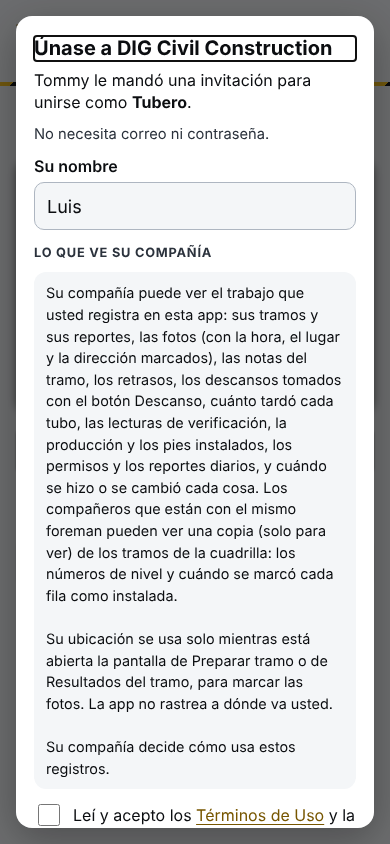 Únase a DIG Civil Construction
Tommy le mandó una invitación para
unirse como Tubero.
No necesita correo ni contraseña.
Su nombre
Luis
LO QUE VE SU COMPAÑÍA
Su compañía puede ver el trabajo que
usted registra en esta app: sus tramos y
sus reportes, las fotos (con la hora, el lugar
y la dirección marcados), las notas del
tramo, los retrasos, los descansos tomados
con el botón Descanso, cuánto tardó cada
tubo, las lecturas de verificación, la
producción y los pies instalados, los
permisos y los reportes diarios, y cuándo
se hizo o se cambió cada cosa. Los
compañeros que están con el mismo
foreman pueden ver una copia (solo para
ver) de los tramos de la cuadrilla: los
números de nivel y cuándo se marcó cada
fila como instalada.
Su ubicación se usa solo mientras está
abierta la pantalla de Preparar tramo o de
Resultados del tramo, para marcar las
fotos. La app no rastrea a dónde va usted.
Su compañía decide cómo usa estos
registros.
Leí y acepto los Términos de Uso y la